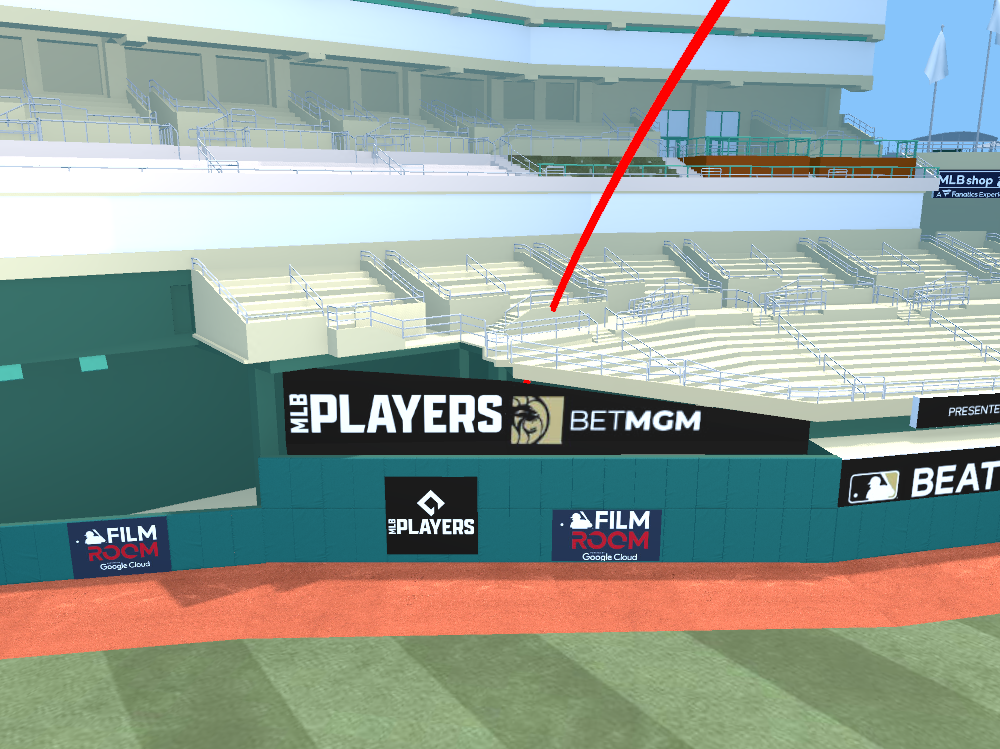 MLB shop
A Fanatics Experi
MLB PLAYERS BETMGM
PRESENTE
BEAT
MLB PLAYERS
FILM
ROOM
Google Cloud
FILM
ROOM
Google Cloud